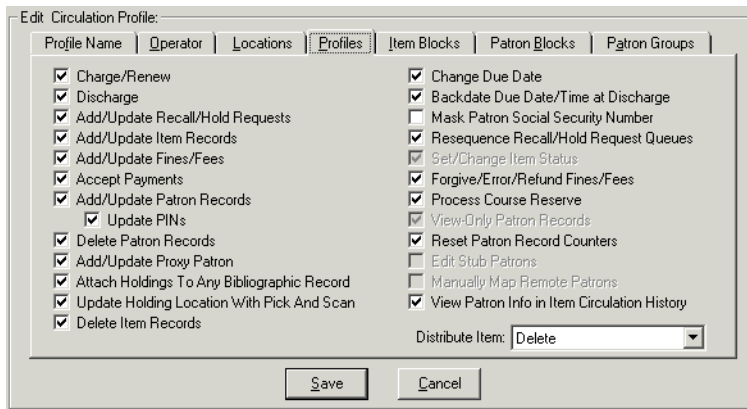 Edit Circulation Profile:
Profile Name
Operator
Locations
Profiles
Item Blocks
Patron Blocks
Patron Groups
Charge/Renew
Discharge
Add/Update Recall/Hold Requests
Add/Update Item Records
Add/Update Fines/Fees
Accept Payments
Add/Update Patron Records
Update PINs
Delete Patron Records
Add/Update Proxy Patron
Attach Holdings To Any Bibliographic Record
Update Holding Location With Pick And Scan
Delete Item Records
Change Due Date
Backdate Due Date/Time at Discharge
Mask Patron Social Security Number
Resequence Recall/Hold Request Queues
Set/Change Item Status
Forgive/Error/Refund Fines/Fees
Process Course Reserve
View-Only Patron Records
Reset Patron Record Counters
Edit Stub Patrons
Manually Map Remote Patrons
View Patron Info in Item Circulation History
Distribute Item: Delete
Save
Cancel